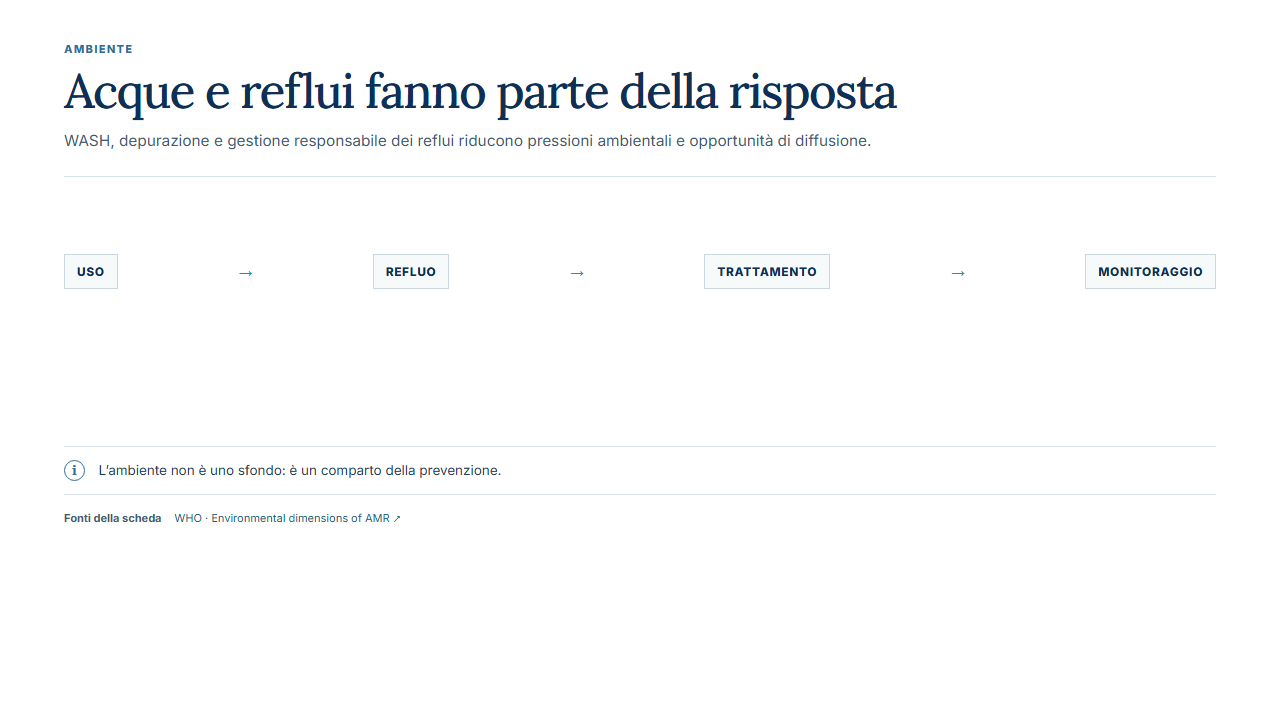 AMBIENTE
Acque e reflui fanno parte della risposta
WASH, depurazione e gestione responsabile dei reflui riducono pressioni ambientali e opportunità di diffusione.
USO → REFLUO → TRATTAMENTO → MONITORAGGIO
i L'ambiente non è uno sfondo: è un comparto della prevenzione.
Fonti della scheda WHO · Environmental dimensions of AMR ↗